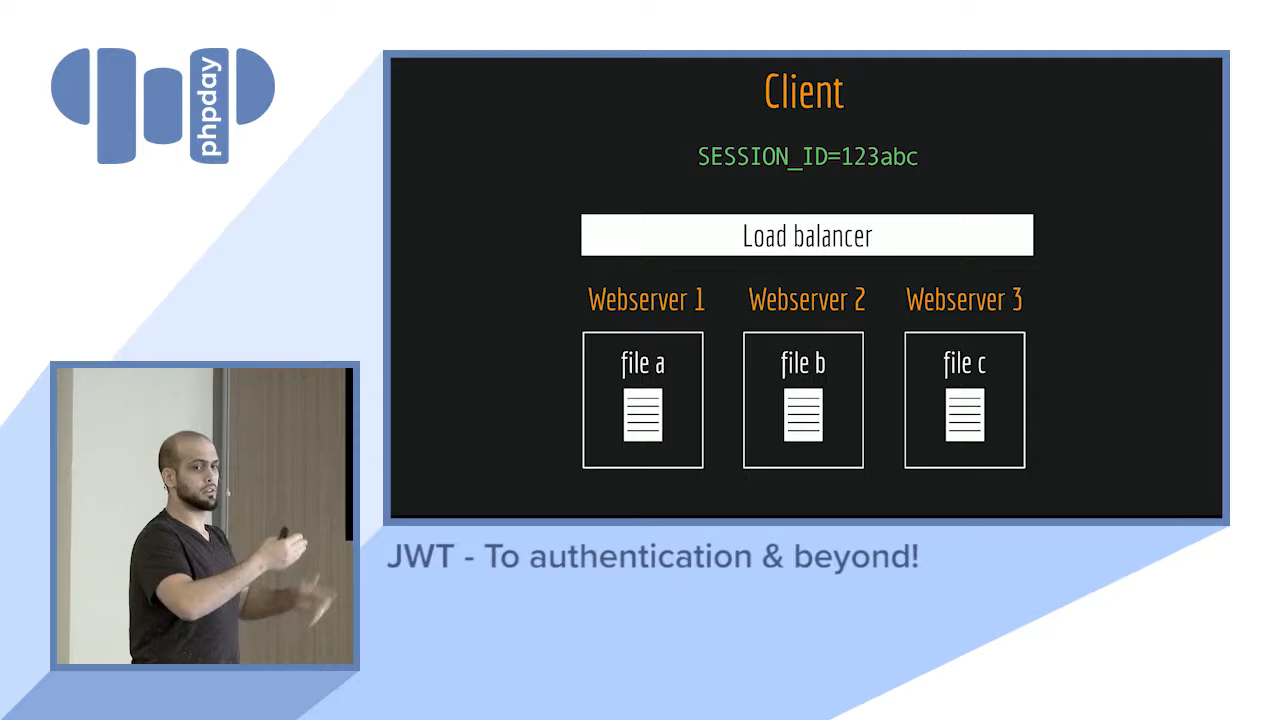 phpday
Client
SESSION_ID=123abc
Load balancer
Webserver 1 Webserver 2 Webserver 3
file a file b file c
JWT - To authentication & beyond!